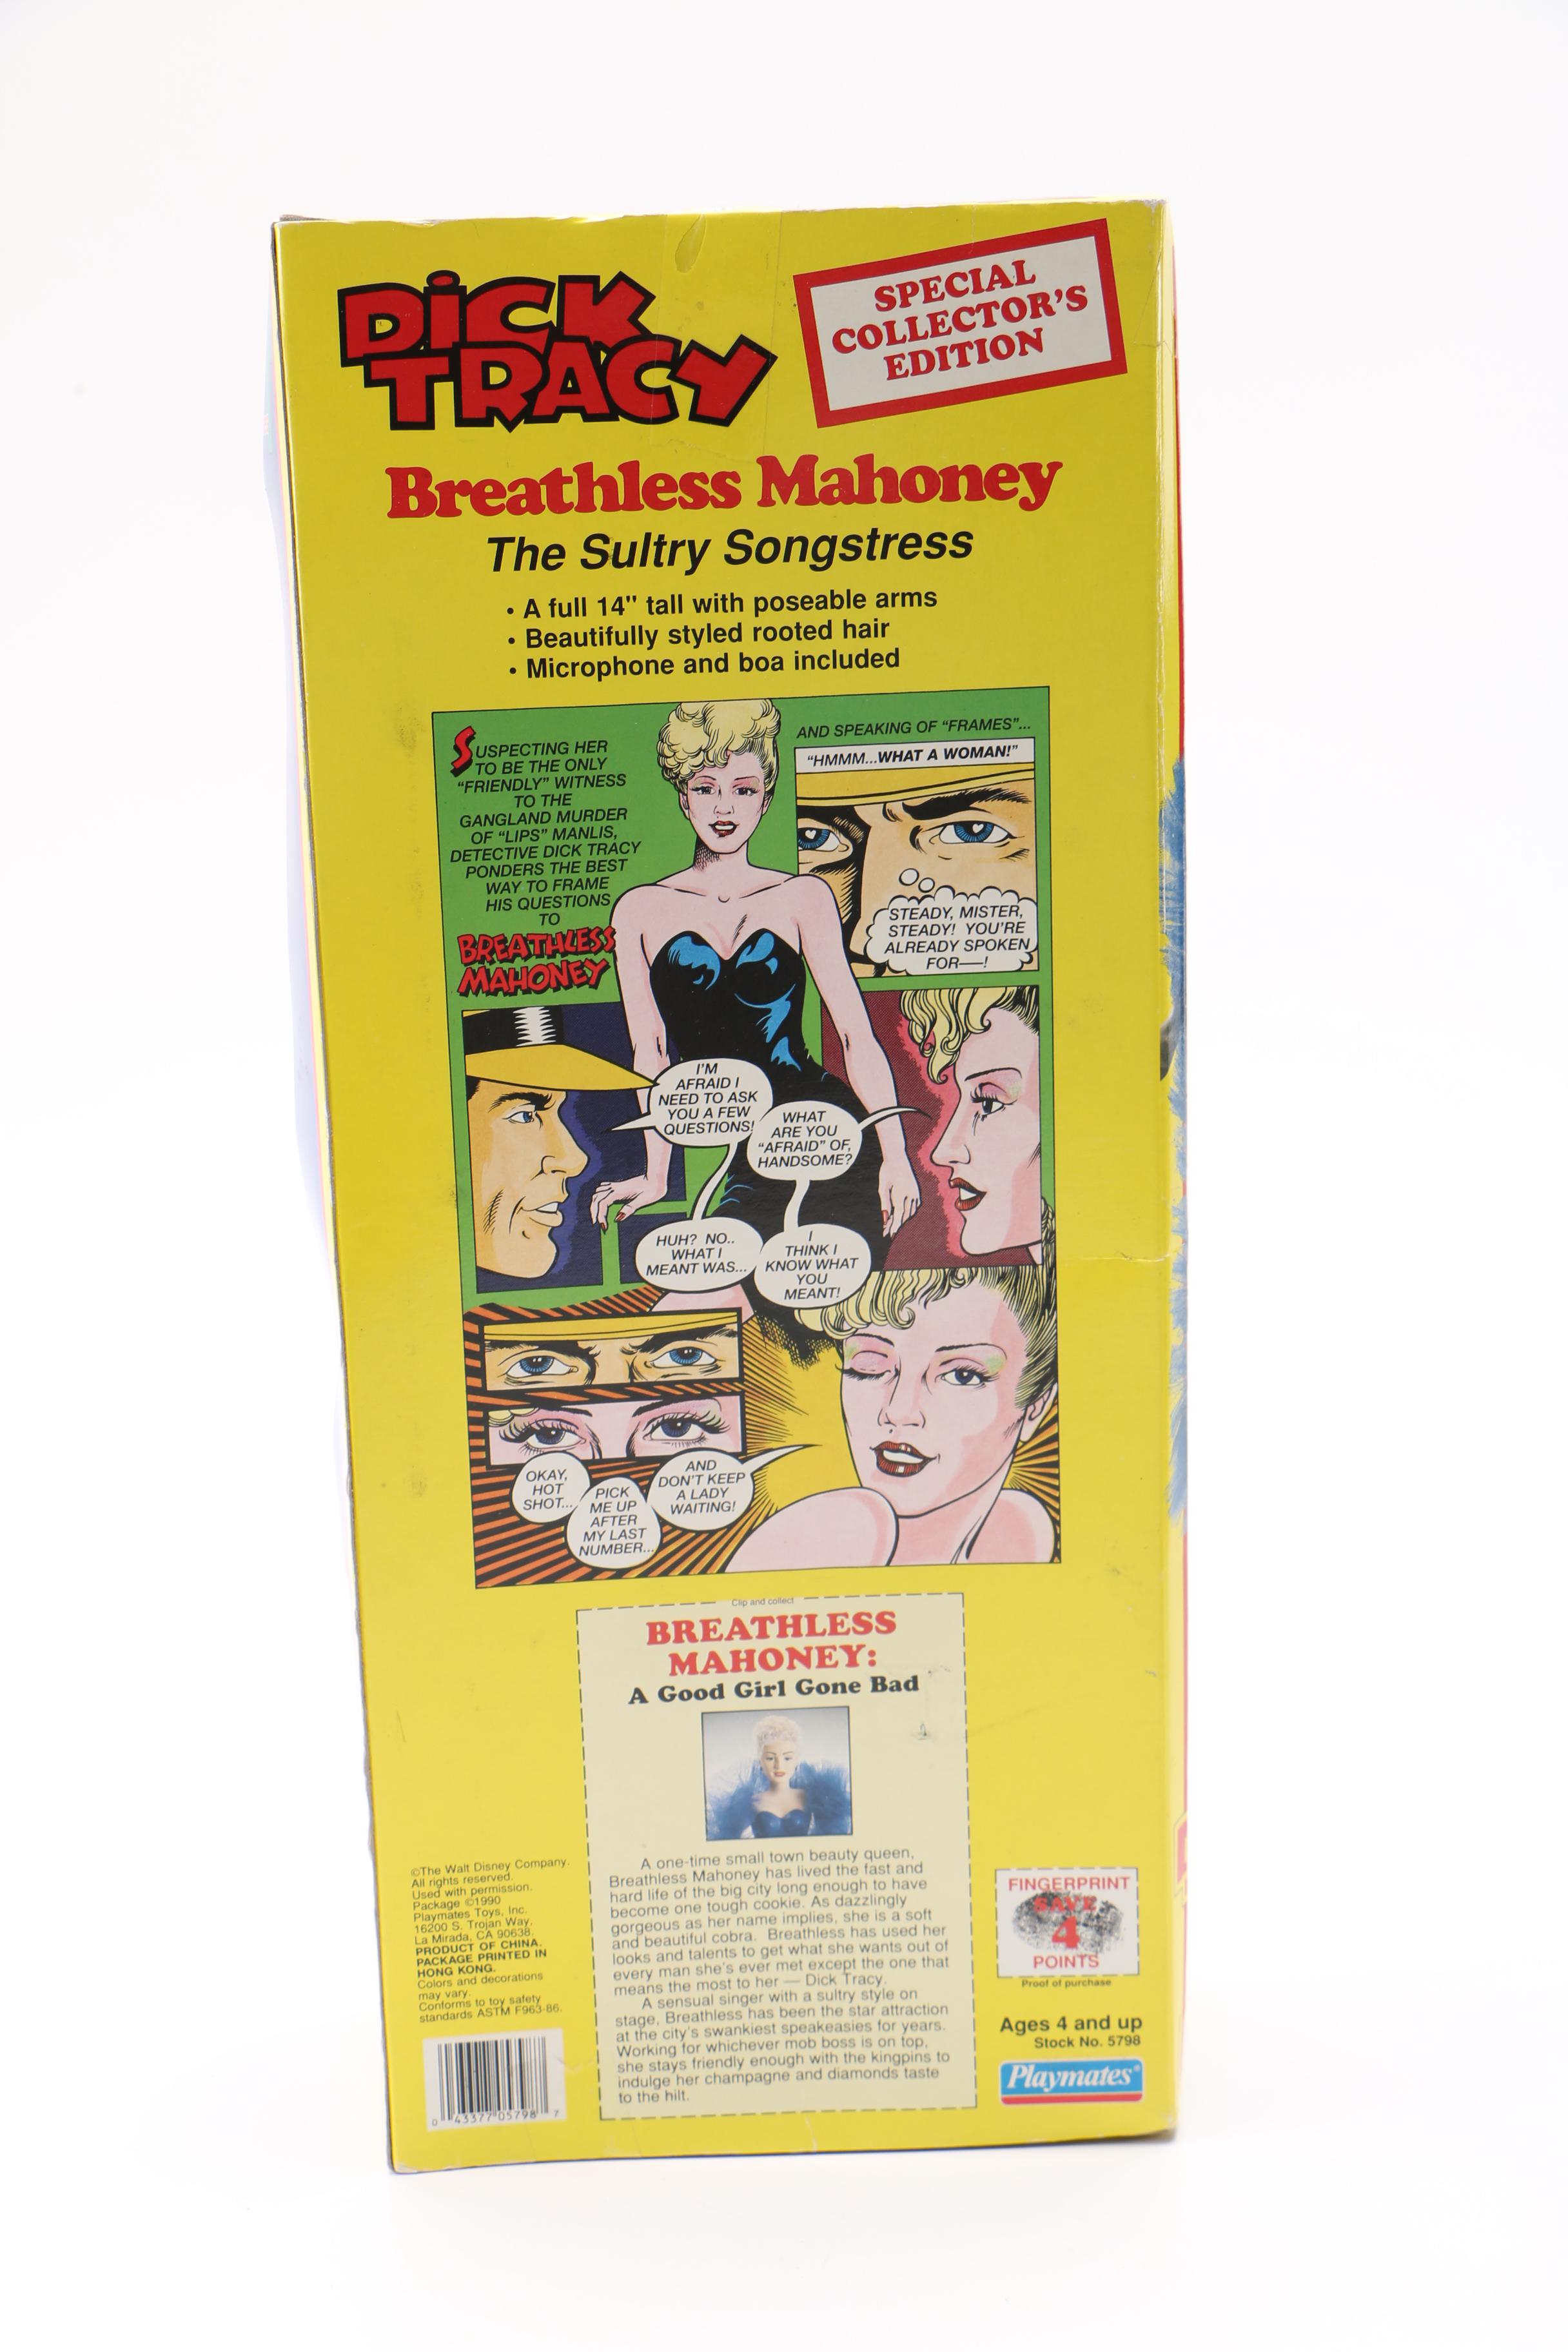 DiCK
TRACY
SPECIAL
COLLECTOR'S
EDITION
Breathless Mahoney
The Sultry Songstress
• A full 14" tall with poseable arms
• Beautifully styled rooted hair
• Microphone and boa included
SUSPECTING HER
TO BE THE ONLY
"FRIENDLY" WITNESS
TO THE
GANGLAND MURDER
OF "LIPS" MANLIS,
DETECTIVE DICK TRACY
PONDERS THE BEST
WAY TO FRAME
HIS QUESTIONS
TO
BREATHLESS
MAHONEY
AND SPEAKING OF "FRAMES"...
"HMMM...WHAT A WOMAN!"
STEADY, MISTER,
STEADY! YOU'RE
ALREADY SPOKEN
FOR—!
I'M
AFRAID I
NEED TO ASK
YOU A FEW
QUESTIONS!
WHAT
ARE YOU
"AFRAID" OF,
HANDSOME?
HUH? NO..
WHAT I
MEANT WAS...
I
THINK I
KNOW WHAT
YOU
MEANT!
OKAY,
HOT
SHOT...
PICK
ME UP
AFTER
MY LAST
NUMBER...
AND
DON'T KEEP
A LADY
WAITING!
Clip and collect
BREATHLESS
MAHONEY:
A Good Girl Gone Bad
A one-time small town beauty queen,
Breathless Mahoney has lived the fast and
hard life of the big city long enough to have
become one tough cookie. As dazzlingly
gorgeous as her name implies, she is a soft
and beautiful cobra. Breathless has used her
looks and talents to get what she wants out of
every man she's ever met except the one that
means the most to her — Dick Tracy.
A sensual singer with a sultry style on
stage, Breathless has been the star attraction
at the city's swankiest speakeasies for years.
Working for whichever mob boss is on top,
she stays friendly enough with the kingpins to
indulge her champagne and diamonds taste
to the hilt.
©The Walt Disney Company.
All rights reserved.
Used with permission.
Package ©1990
Playmates Toys, Inc.
16200 S. Trojan Way,
La Mirada, CA 90638.
PRODUCT OF CHINA.
PACKAGE PRINTED IN
HONG KONG.
Colors and decorations
may vary.
Conforms to toy safety
standards ASTM F963-86.
0 43377 05798 7
FINGERPRINT
SAVE
4
POINTS
Proof of purchase
Ages 4 and up
Stock No. 5798
Playmates®